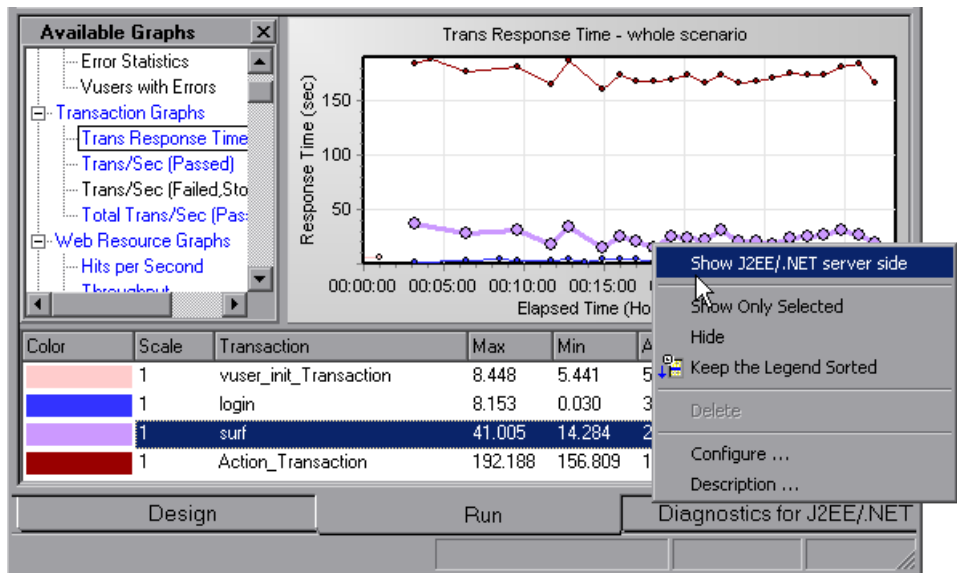 Available Graphs
Error Statistics
Vusers with Errors
Transaction Graphs
Trans Response Time
Trans/Sec (Passed)
Trans/Sec (Failed,Sto
Total Trans/Sec (Pas
Web Resource Graphs
Hits per Second
Throughput
Trans Response Time - whole scenario
Response Time (sec)
150
100
50
00:00:00 00:05:00 00:10:00 00:15:00
Elapsed Time (Ho
Color Scale Transaction Max Min A
1 vuser_init_Transaction 8.448 5.441 5
1 login 8.153 0.030 3
1 surf 41.005 14.284 2
1 Action_Transaction 192.188 156.809 1
Show J2EE/.NET server side
Show Only Selected
Hide
Keep the Legend Sorted
Delete
Configure ...
Description ...
Design Run Diagnostics for J2EE/.NET